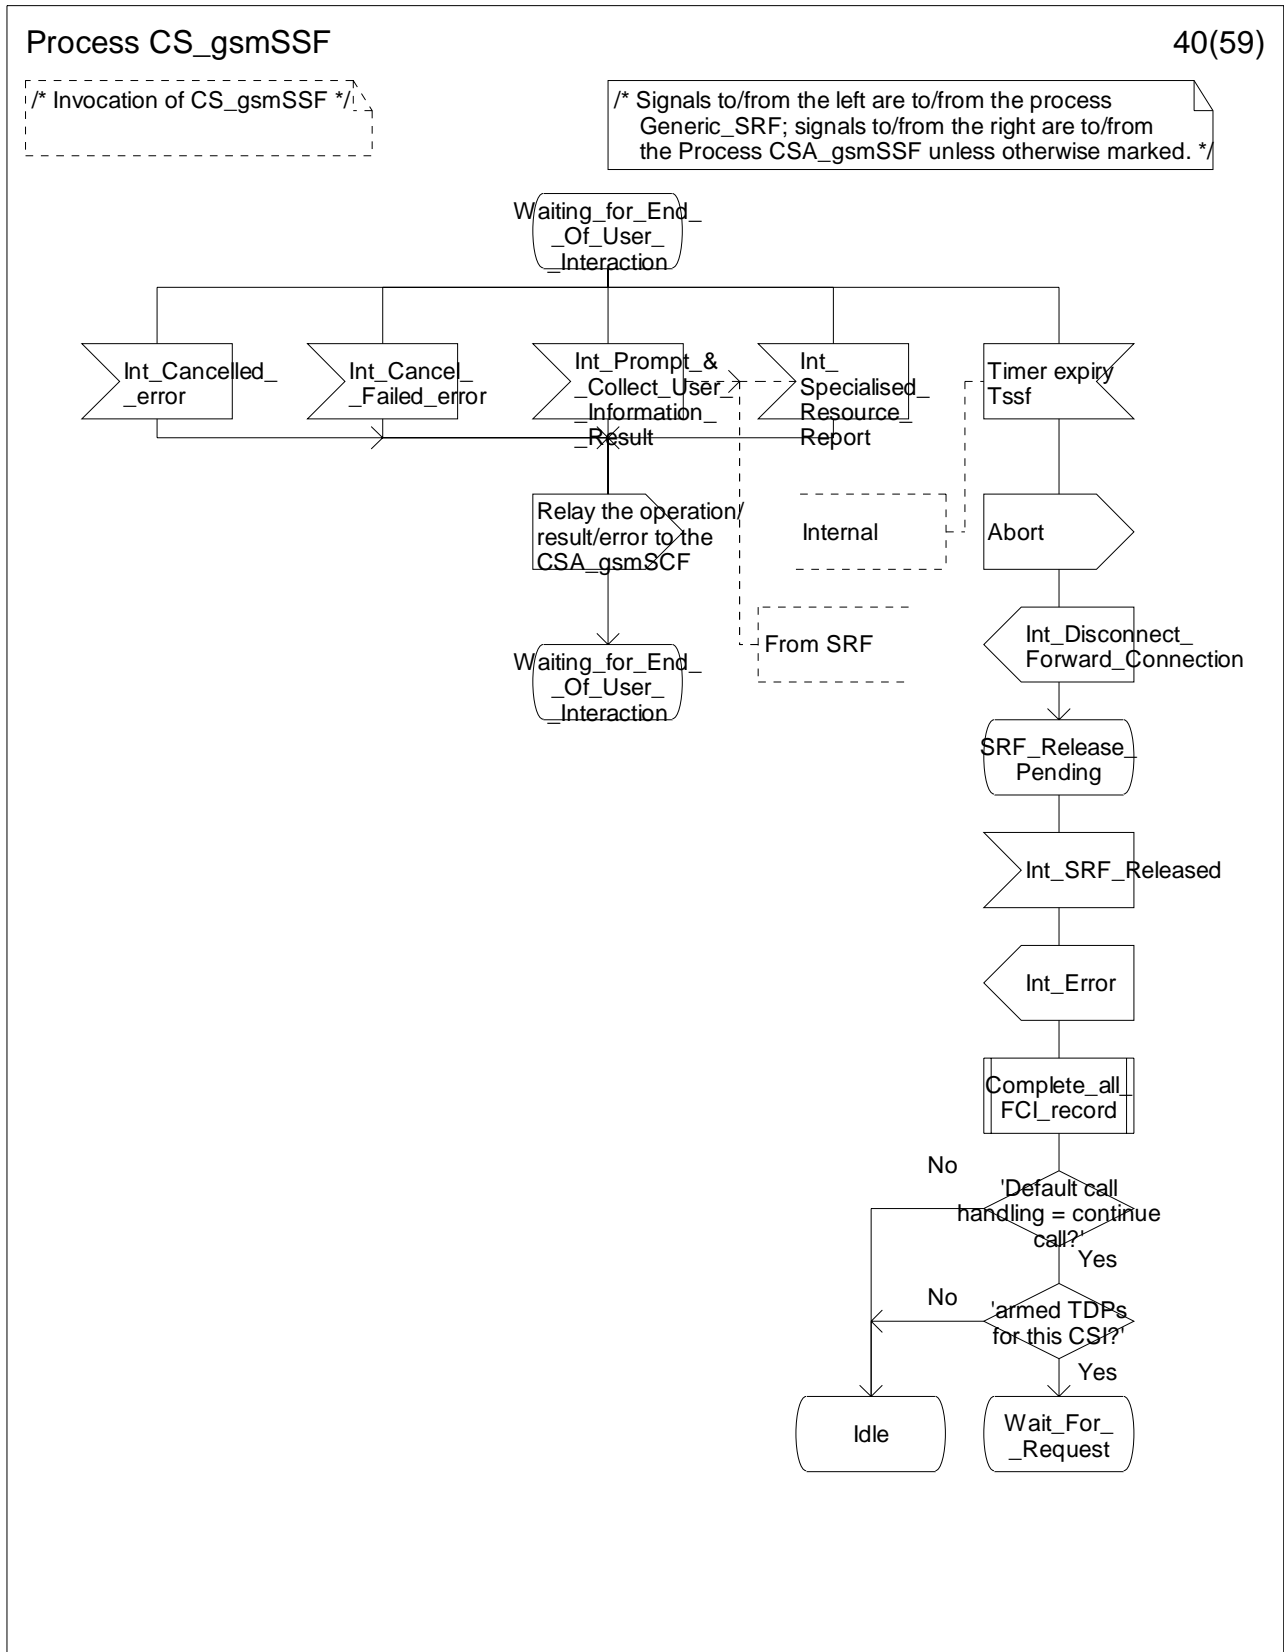 Process CS_gsmSSF
40(59)
/* Invocation of CS_gsmSSF */
/* Signals to/from the left are to/from the process
Generic_SRF; signals to/from the right are to/from
the Process CSA_gsmSSF unless otherwise marked. */
Waiting_for_End_
_Of_User_
_Interaction
Int_Cancelled_
_error
Int_Cancel_
_Failed_error
Int_Prompt_&
_Collect_User_
_Information_
_Result
Int_
Specialised_
Resource_
Report
Timer expiry
Tssf
Relay the operation/
result/error to the
CSA_gsmSCF
Internal
Abort
From SRF
Int_Disconnect_
Forward_Connection
Waiting_for_End_
_Of_User_
_Interaction
SRF_Release_
Pending
Int_SRF_Released
Int_Error
Complete_all_
FCI_record
No
'Default call
handling = continue
call?'
Yes
No
'armed TDPs
for this CSI?'
Yes
Idle
Wait_For_
_Request